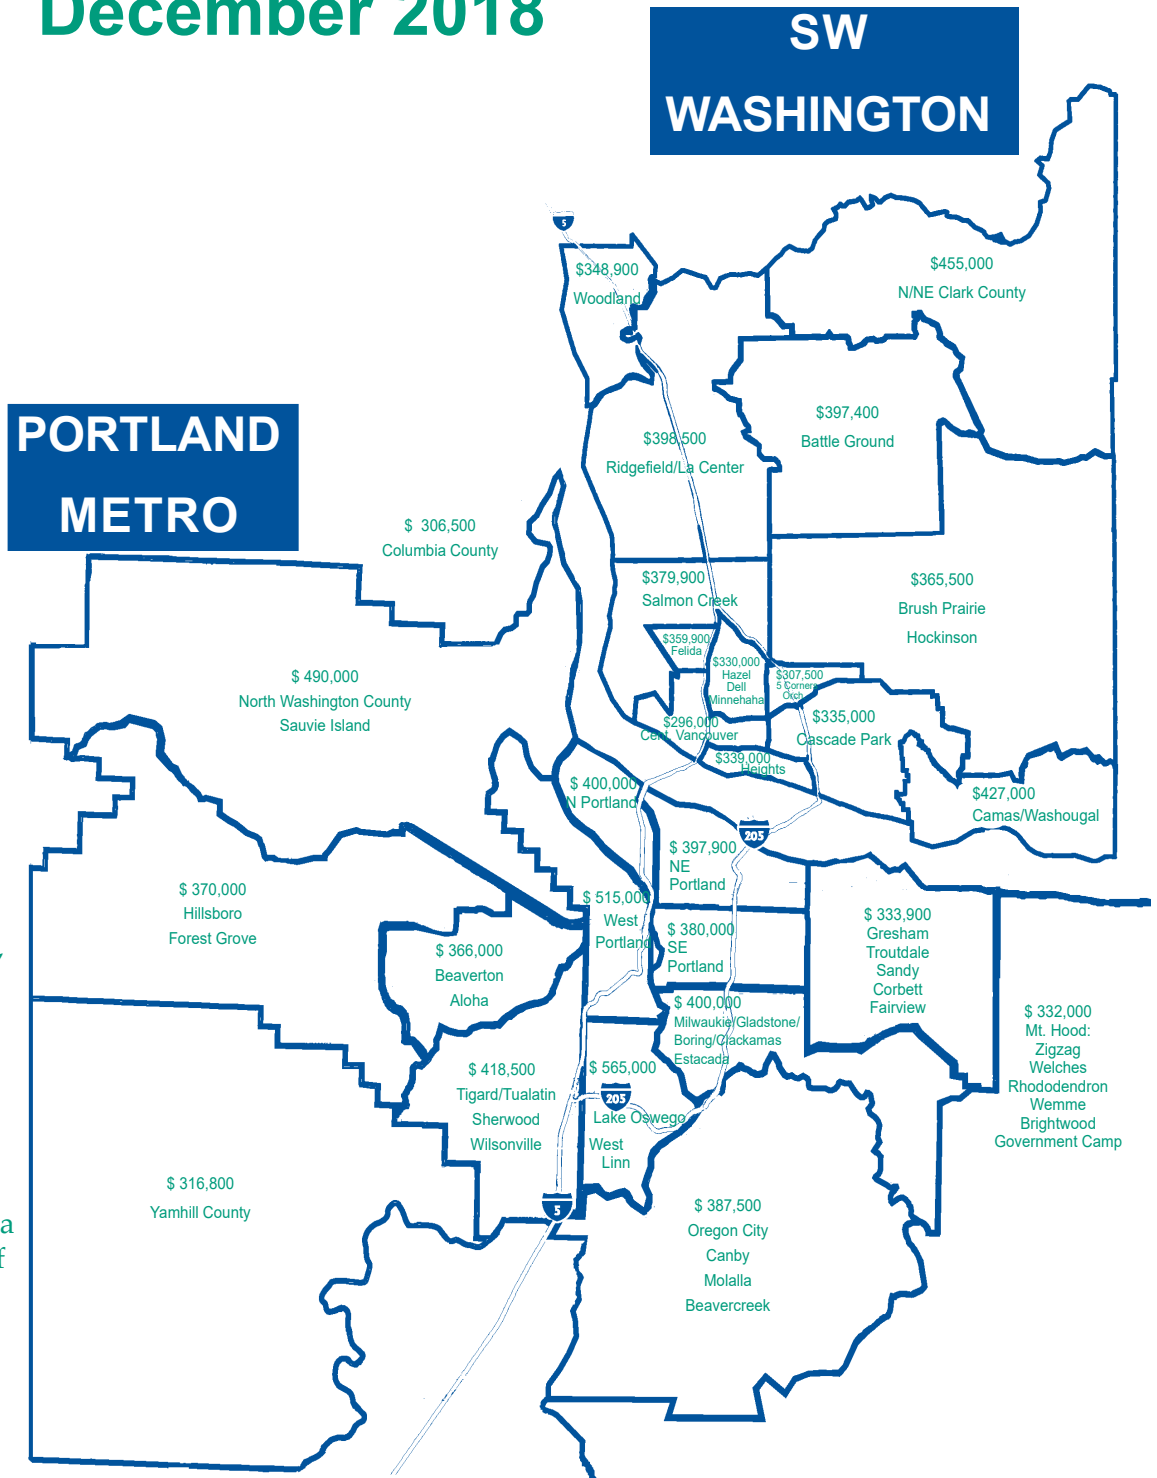 December 2018
SW
WASHINGTON
5
$348,900
Woodland
$455,000
N/NE Clark County
$397,400
Battle Ground
$398,500
Ridgefield/La Center
PORTLAND
METRO
$ 306,500
Columbia County
$379,900
Salmon Creek
$365,500
Brush Prairie
Hockinson
$359,900
Felida
$330,000
Hazel
Dell
Minnehaha
$307,500
5 Corners
Orch
$ 490,000
North Washington County
Sauvie Island
$296,000
Cent. Vancouver
$335,000
Cascade Park
$339,000
Heights
$ 400,000
N Portland
$427,000
Camas/Washougal
205
$ 397,900
NE
Portland
$ 370,000
Hillsboro
Forest Grove
$ 515,000
West
Portland
$ 380,000
SE
Portland
$ 333,900
Gresham
Troutdale
Sandy
Corbett
Fairview
$ 366,000
Beaverton
Aloha
$ 400,000
Milwaukie/Gladstone/
Boring/Clackamas
Estacada
$ 332,000
Mt. Hood:
Zigzag
Welches
Rhododendron
Wemme
Brightwood
Government Camp
$ 418,500
Tigard/Tualatin
Sherwood
Wilsonville
$ 565,000
205
Lake Oswego
West
Linn
$ 316,800
Yamhill County
5
$ 387,500
Oregon City
Canby
Molalla
Beavercreek
a
f